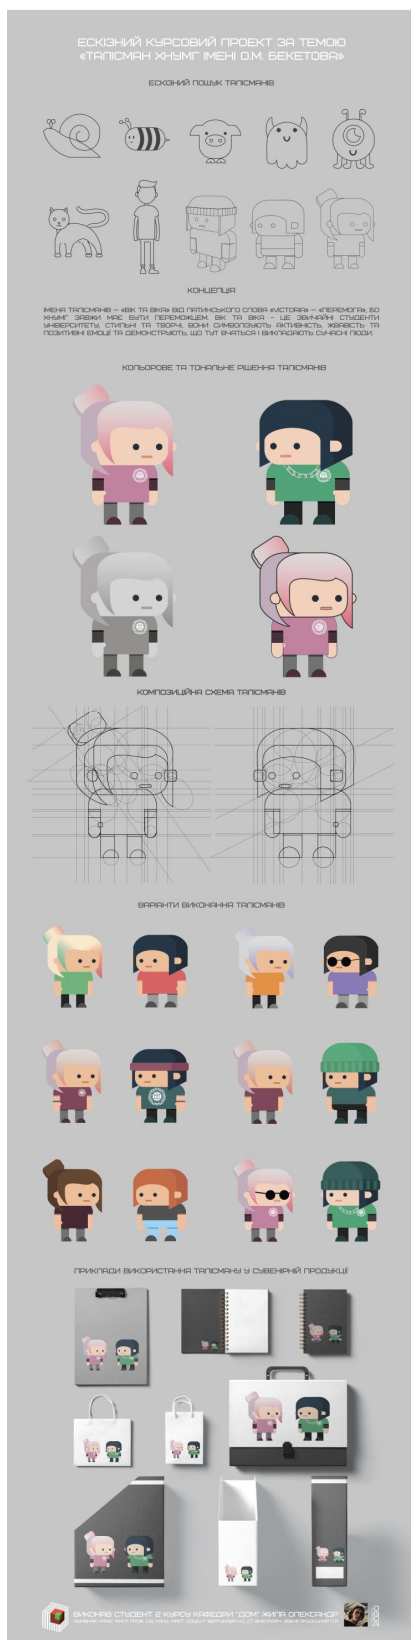 ЕСКІЗНИЙ КУРСОВИЙ ПРОЕКТ ЗА ТЕМОЮ
«ТАЛІСМАН ХНУМГ ІМЕНІ О.М. БЕКЕТОВА»
ЕСКІЗНИЙ ПОШУК ТАЛІСМАНІВ
КОНЦЕПЦІЯ
ІМЕНА ТАЛІСМАНІВ – «ВІК ТА ВІКА» ВІД ЛАТИНСЬКОГО СЛОВА «VICTORIA» – «ПЕРЕМОГА», БО
ХНУМГ ЗАВЖИ МАЄ БУТИ ПЕРЕМОЖЦЕМ. ВІК ТА ВІКА - ЦЕ ЗВИЧАЙНІ СТУДЕНТИ
УНІВЕРСИТЕТУ, СТИЛЬНІ ТА ТВОРЧІ. ВОНИ СИМВОЛІЗУЮТЬ АКТИВНІСТЬ, ЖВАВІСТЬ ТА
ПОЗИТИВНІ ЕМОЦІЇ ТА ДЕМОНСТРУЮТЬ, ЩО ТУТ ВЧАТЬСЯ І ВИКЛАДАЮТЬ СУЧАСНІ ЛЮДИ.
КОЛЬОРОВЕ ТА ТОНАЛЬНЕ РІШЕННЯ ТАЛІСМАНІВ
КОМПОЗИЦІЙНА СХЕМА ТАЛІСМАНІВ
ВАРІАНТИ ВИКОНАННЯ ТАЛІСМАНІВ
ПРИКЛАДИ ВИКОРИСТАННЯ ТАЛІСМАНУ У СУВЕНІРНІЙ ПРОДУКЦІЇ
ВИКОНАВ СТУДЕНТ 2 КУРСУ КАФЕДРИ "ДОМ" ЖИЛА ОЛЕКСАНДР